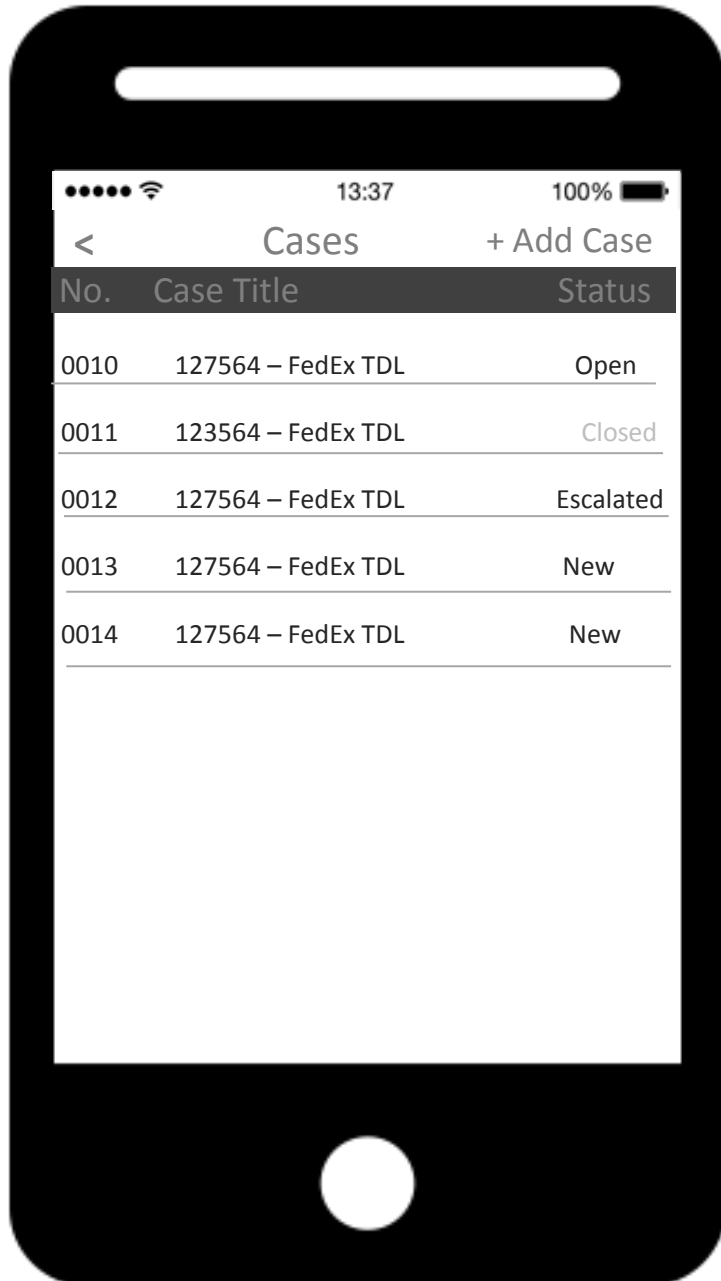 13:37 100%
< Cases + Add Case
No. Case Title Status
0010 127564 – FedEx TDL Open
0011 123564 – FedEx TDL Closed
0012 127564 – FedEx TDL Escalated
0013 127564 – FedEx TDL New
0014 127564 – FedEx TDL New